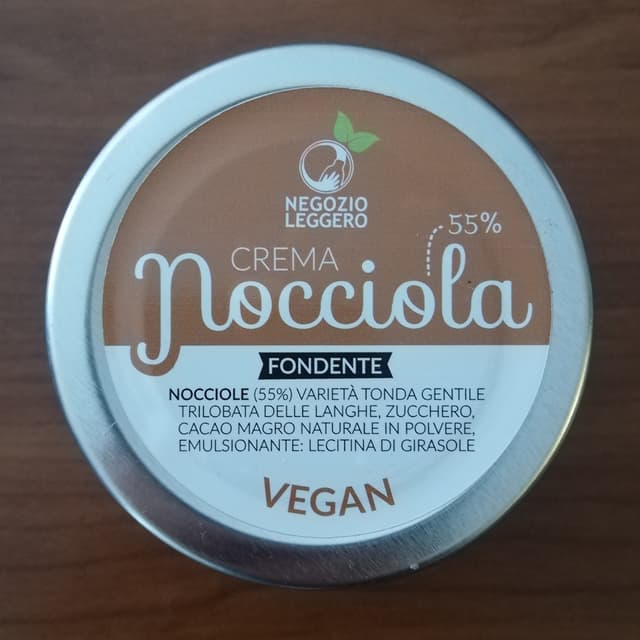 NEGOZIO
LEGGERO
55%
CREMA
Nocciola
FONDENTE
NOCCIOLE (55%) VARIETÀ TONDA GENTILE
TRILOBATA DELLE LANGHE, ZUCCHERO,
CACAO MAGRO NATURALE IN POLVERE,
EMULSIONANTE: LECITINA DI GIRASOLE
VEGAN